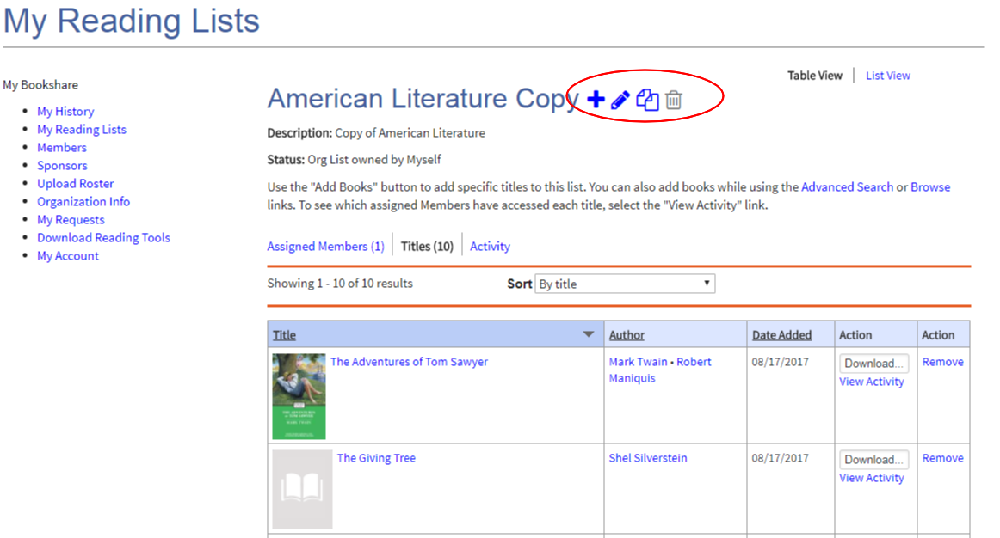 My Reading Lists
My Bookshare
My History
My Reading Lists
Members
Sponsors
Upload Roster
Organization Info
My Requests
Download Reading Tools
My Account
Table View
List View
American Literature Copy
Description: Copy of American Literature
Status: Org List owned by Myself
Use the "Add Books" button to add specific titles to this list. You can also add books while using the Advanced Search or Browse
links. To see which assigned Members have accessed each title, select the "View Activity" link.
Assigned Members (1)
Titles (10)
Activity
Showing 1 - 10 of 10 results
Sort By title
Title
Author
Date Added
Action
Action
The Adventures of Tom Sawyer
Mark Twain • Robert
Maniquis
08/17/2017
Download...
View Activity
Remove
The Giving Tree
Shel Silverstein
08/17/2017
Download...
View Activity
Remove